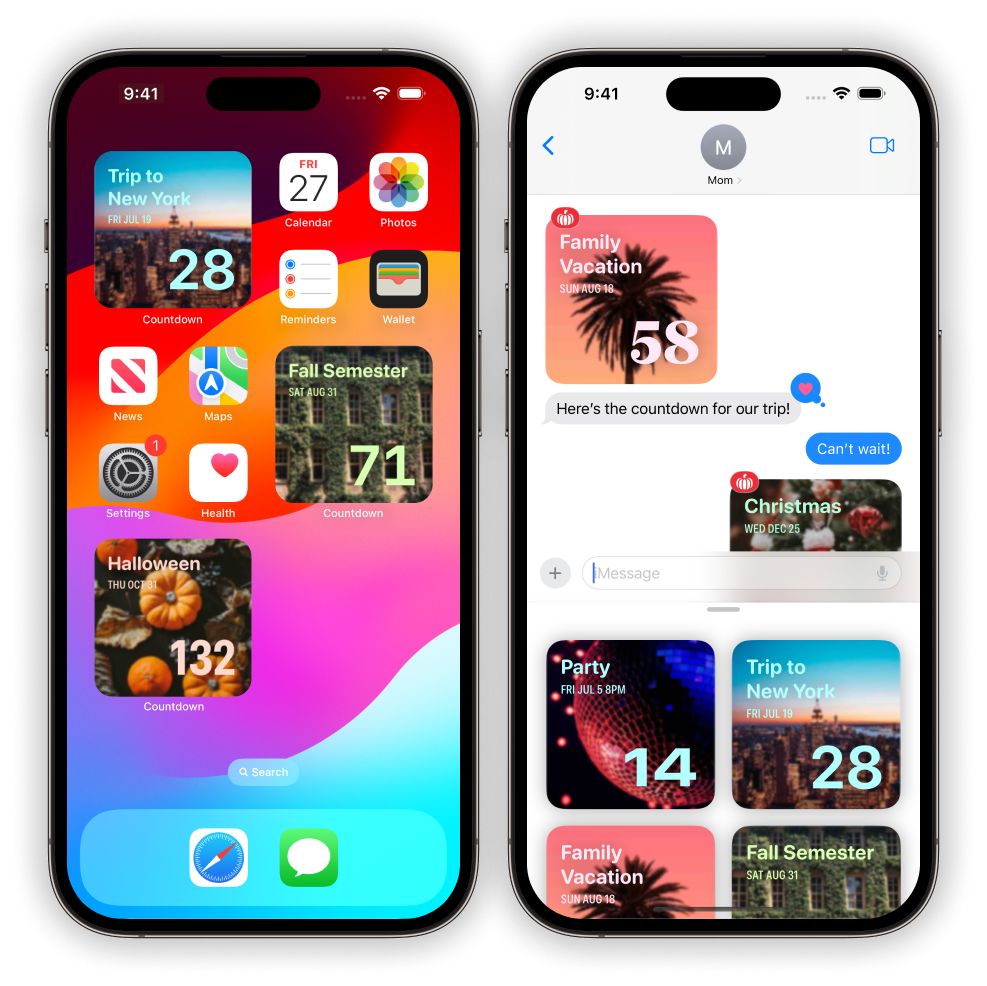 9:41
Trip to
New York
FRI JUL 19
28
Countdown
FRI
27
Calendar
Photos
Reminders
Wallet
News
Maps
Fall Semester
SAT AUG 31
71
Countdown
1
Settings
Health
Halloween
THU OCT 31
132
Countdown
Search
9:41
M
Mom
Family
Vacation
SUN AUG 18
58
Here's the countdown for our trip!
Can't wait!
Christmas
WED DEC 25
iMessage
Party
FRI JUL 5 8PM
14
Trip to
New York
FRI JUL 19
28
Family
Vacation
SUN AUG 18
Fall Semester
SAT AUG 31